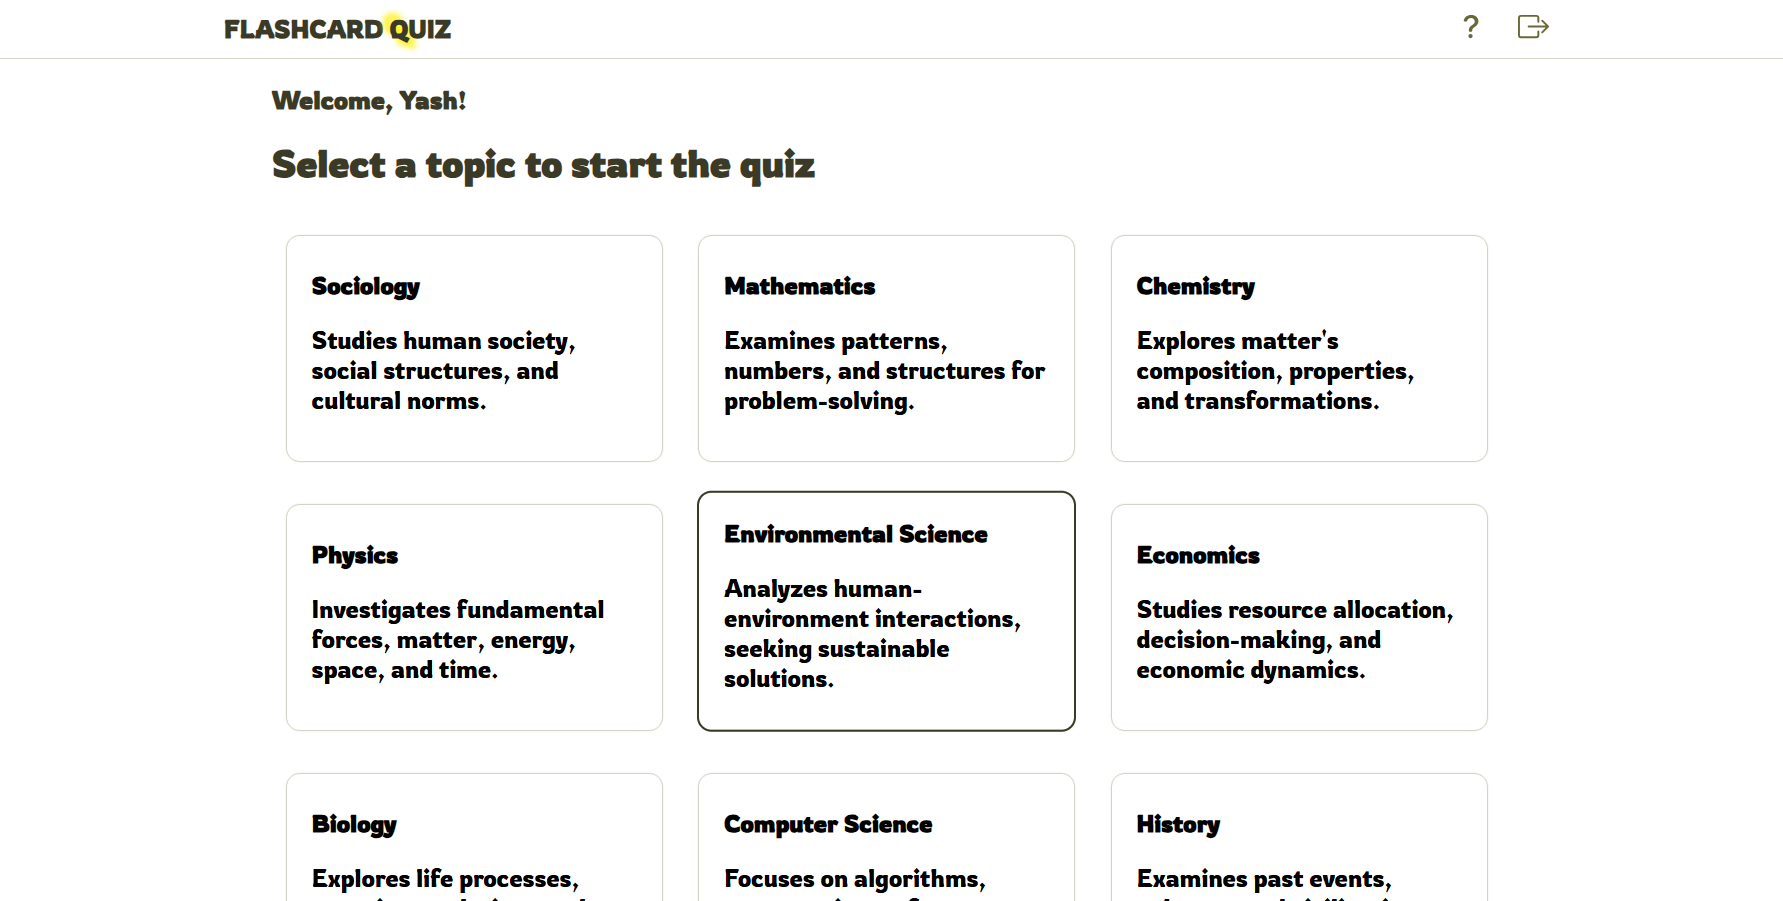 FLASHCARD QUIZ
?
Welcome, Yash!
Select a topic to start the quiz
Sociology
Studies human society,
social structures, and
cultural norms.
Mathematics
Examines patterns,
numbers, and structures for
problem-solving.
Chemistry
Explores matter's
composition, properties,
and transformations.
Physics
Investigates fundamental
forces, matter, energy,
space, and time.
Environmental Science
Analyzes human-
environment interactions,
seeking sustainable
solutions.
Economics
Studies resource allocation,
decision-making, and
economic dynamics.
Biology
Explores life processes,
Computer Science
Focuses on algorithms,
History
Examines past events,